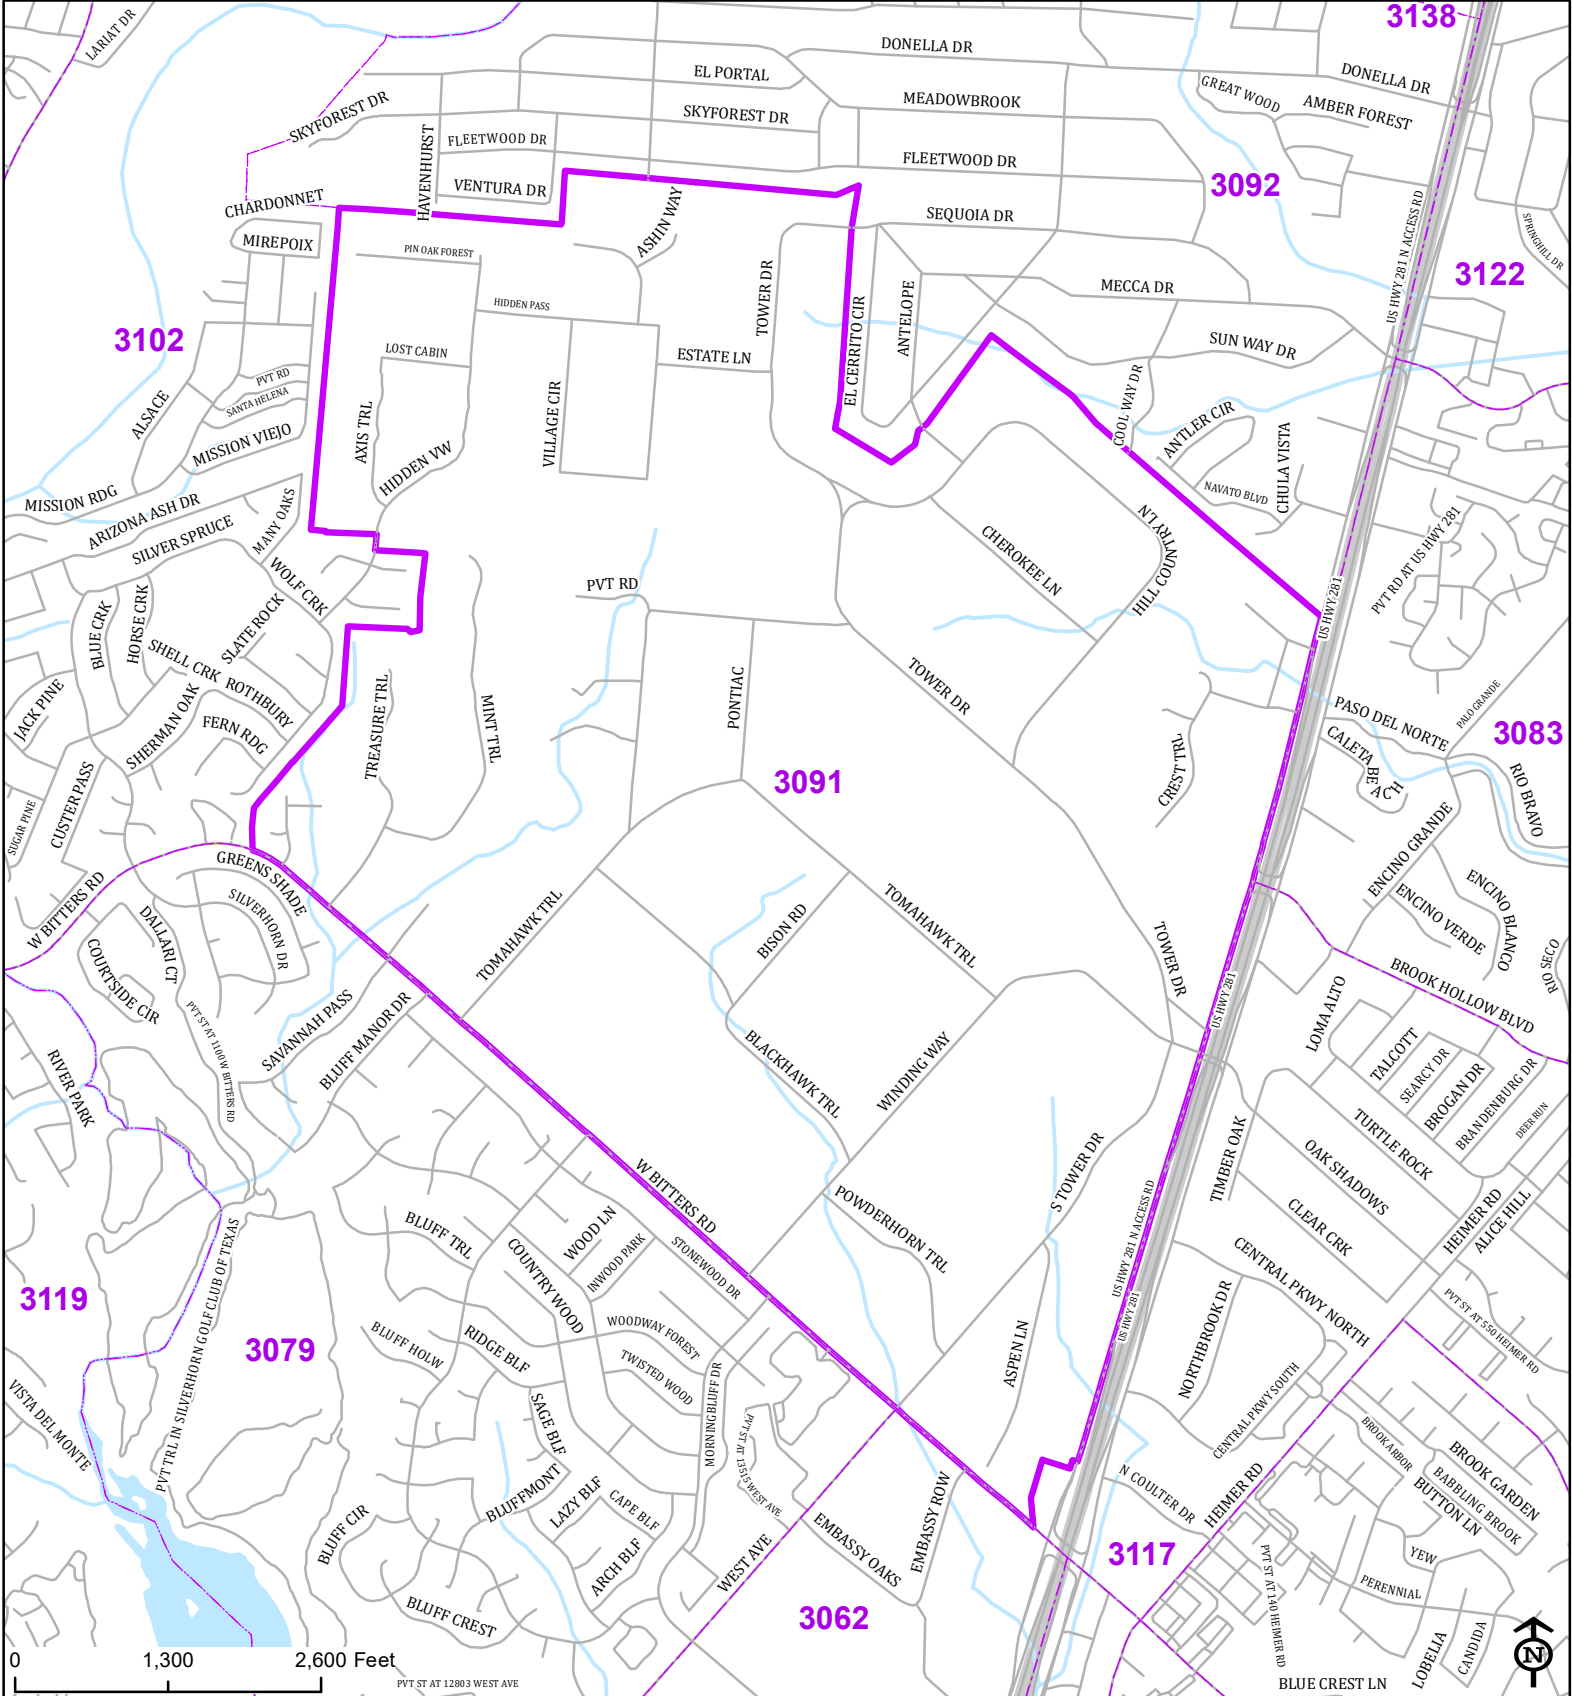 3138
LARIAT DR
DONELLA DR
EL PORTAL
DONELLA DR
GREAT WOOD
MEADOWBROOK
AMBER FOREST
SKYFOREST DR
SKYFOREST DR
HAVENHURST
FLEETWOOD DR
FLEETWOOD DR
3092
VENTURA DR
CHARDONNET
ASHIN WAY
SEQUOIA DR
US HWY 281 N ACCESS RD
SPRINGHILL DR
MIREPOIX
PIN OAK FOREST
3122
TOWER DR
MECCA DR
ANTELOPE
HIDDEN PASS
3102
EL CERRITO CIR
SUN WAY DR
LOST CABIN
ESTATE LN
PVT RD
SANTA HELENA
COOL WAY DR
ALSACE
AXIS TRL
VILLAGE CIR
ANTLER CIR
MISSION VIEJO
HIDDEN VW
CHULA VISTA
MISSION RDG
NAVATO BLVD
ARIZONA ASH DR
MANY OAKS
SILVER SPRUCE
HILL COUNTRY LN
CHEROKEE LN
PVT RD AT US HWY 281
WOLF CRK
PVT RD
US HWY 281
BLUE CRK
HORSE CRK
SLATE ROCK
SHELL CRK
ROTHBURY
JACK PINE
SHERMAN OAK
FERN RDG
TREASURE TRL
MINT TRL
PONTIAC
TOWER DR
PALO GRANDE
PASO DEL NORTE
3083
CALETA BEACH
CREST TRL
3091
RIO BRAVO
SUGAR PINE
CUSTER PASS
GREENS SHADE
ENCINO GRANDE
ENCINO BLANCO
W BITTERS RD
SILVERHORN DR
DALLARI CT
TOMAHAWK TRL
BISON RD
TOMAHAWK TRL
ENCINO VERDE
COURTSIDE CIR
TOWER DR
RIO SECO
BROOK HOLLOW BLVD
US HWY 281
PVT ST AT 1100 W BITTERS RD
SAVANNAH PASS
BLUFF MANOR DR
LOMA ALTO
RIVER PARK
BLACKHAWK TRL
WINDING WAY
TALCOTT
SEARCY DR
BROGAN DR
BRANDENBURG DR
DEER RUN
TURTLE ROCK
TIMBER OAK
OAK SHADOWS
W BITTERS RD
S TOWER DR
POWDERHORN TRL
CLEAR CRK
HEIMER RD
ALICE HILL
BLUFF TRL
WOOD LN
COUNTRY WOOD
INWOOD PARK
STONEWOOD DR
CENTRAL PKWY NORTH
US HWY 281 N ACCESS RD
PVT TRL IN SILVERHORN GOLF CLUB OF TEXAS
3119
3079
US HWY 281
NORTHBROOK DR
PVT ST AT 550 HEIMER RD
WOODWAY FOREST
BLUFF HOLW
RIDGE BLF
TWISTED WOOD
ASPEN LN
CENTRAL PKWY SOUTH
VISTA DEL MONTE
SAGE BLF
MORNINGBLUFF DR
PVT ST AT 13515 WEST AVE
BROOK ARBOR
BROOK GARDEN
BABBLING BROOK
BUTTON LN
BLUFFMONT
LAZY BLF
CAPE BLF
EMBASSY ROW
N COULTER DR
HEIMER RD
BLUFF CIR
ARCH BLF
WEST AVE
EMBASSY OAKS
3117
YEW
PVT ST AT 140 HEIMER RD
PERENNIAL
BLUFF CREST
3062
LOBELIA
CANDIDA
N
0 1,300 2,600 Feet
PVT ST AT 12803 WEST AVE
BLUE CREST LN